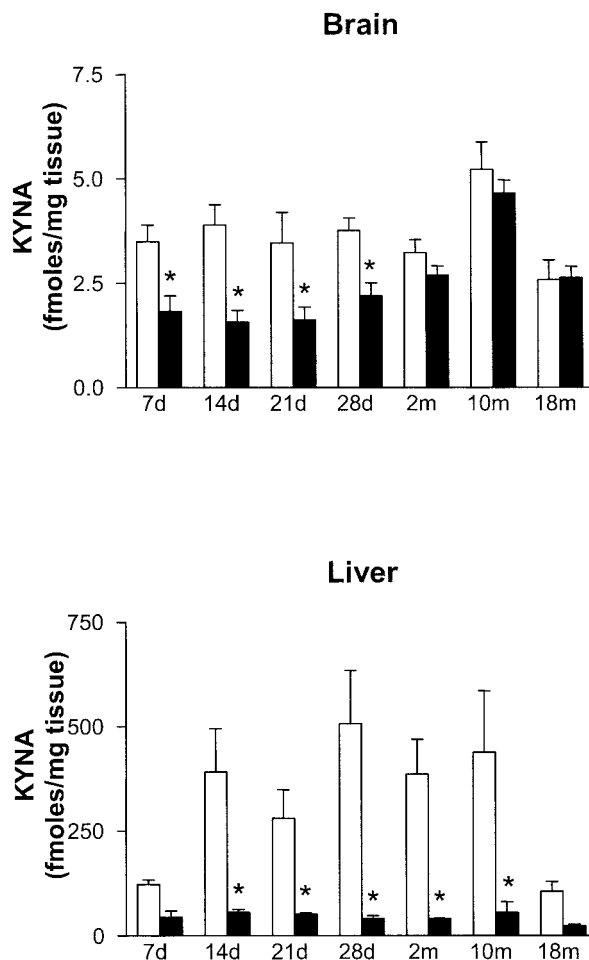 Brain
KYNA
(fmoles/mg tissue)
7.5
5.0
2.5
0.0
* * * *
7d 14d 21d 28d 2m 10m 18m
Liver
KYNA
(fmoles/mg tissue)
750
500
250
0
* * * * *
7d 14d 21d 28d 2m 10m 18m